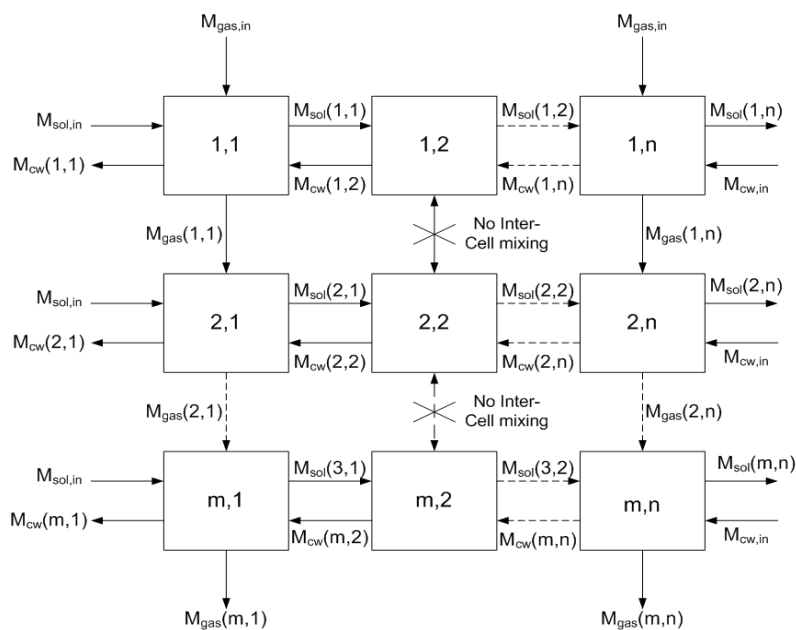 Mgas,in Mgas,in
Msol,in Msol(1,1) Msol(1,2) Msol(1,n)
1,1 1,2 1,n
Mcw(1,1) Mcw(1,2) Mcw(1,n) Mcw,in
Mgas(1,1) No Inter- Mgas(1,n)
Cell mixing
Msol,in Msol(2,1) Msol(2,2) Msol(2,n)
2,1 2,2 2,n
Mcw(2,1) Mcw(2,2) Mcw(2,n) Mcw,in
Mgas(2,1) No Inter- Mgas(2,n)
Cell mixing
Msol,in Msol(3,1) Msol(3,2) Msol(m,n)
m,1 m,2 m,n
Mcw(m,1) Mcw(m,2) Mcw(m,n) Mcw,in
Mgas(m,1) Mgas(m,n)